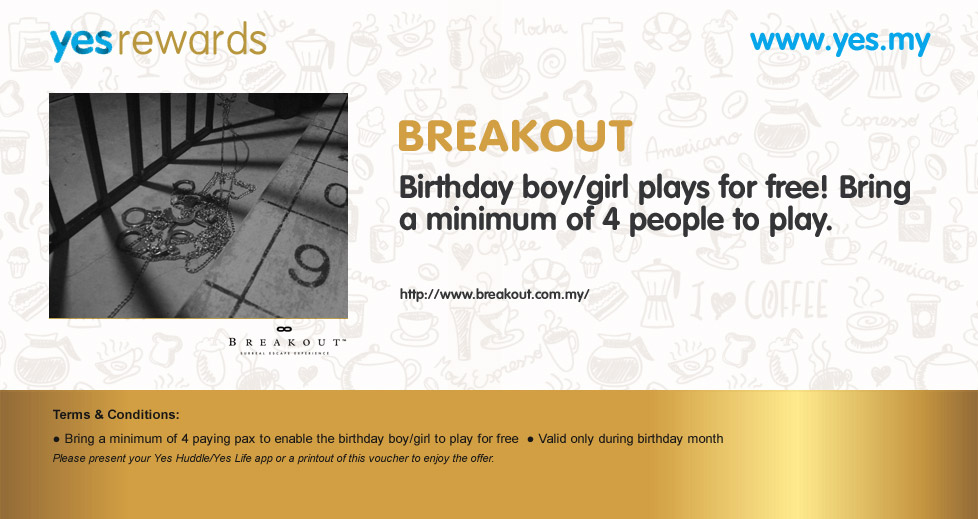 yes rewards
www.yes.my
BREAKOUT
Birthday boy/girl plays for free! Bring
a minimum of 4 people to play.
http://www.breakout.com.my/
9
BREAKOUT™
SURREAL ESCAPE EXPERIENCE
Mocha
Espresso
Americano
Coffee
Americano
I ♥ COFFEE
Espresso
Terms & Conditions:
● Bring a minimum of 4 paying pax to enable the birthday boy/girl to play for free ● Valid only during birthday month
Please present your Yes Huddle/Yes Life app or a printout of this voucher to enjoy the offer.